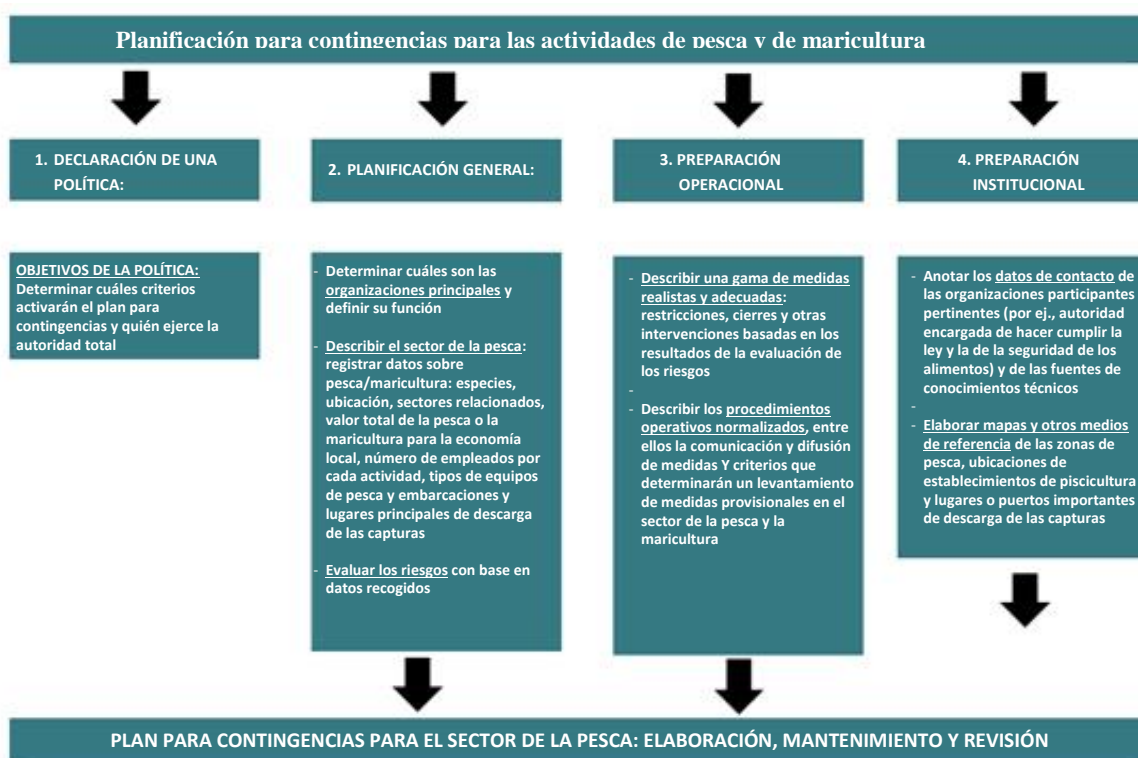 Planificación para contingencias para las actividades de pesca y de maricultura
1. DECLARACIÓN DE UNA
POLÍTICA:
2. PLANIFICACIÓN GENERAL:
3. PREPARACIÓN
OPERACIONAL
4. PREPARACIÓN
INSTITUCIONAL
OBJETIVOS DE LA POLÍTICA:
Determinar cuáles criterios
activarán el plan para
contingencias y quién ejerce la
autoridad total
- Determinar cuáles son las
organizaciones principales y
definir su función
- Describir el sector de la pesca:
registrar datos sobre
pesca/maricultura: especies,
ubicación, sectores relacionados,
valor total de la pesca o la
maricultura para la economía
local, número de empleados por
cada actividad, tipos de equipos
de pesca y embarcaciones y
lugares principales de descarga
de las capturas
- Evaluar los riesgos con base en
datos recogidos
- Describir una gama de medidas
realistas y adecuadas:
restricciones, cierres y otras
intervenciones basadas en los
resultados de la evaluación de
los riesgos
-
- Describir los procedimientos
operativos normalizados, entre
ellos la comunicación y difusión
de medidas Y criterios que
determinarán un levantamiento
de medidas provisionales en el
sector de la pesca y la
maricultura
- Anotar los datos de contacto de
las organizaciones participantes
pertinentes (por ej., autoridad
encargada de hacer cumplir la
ley y la de la seguridad de los
alimentos) y de las fuentes de
conocimientos técnicos
-
- Elaborar mapas y otros medios
de referencia de las zonas de
pesca, ubicaciones de
establecimientos de piscicultura
y lugares o puertos importantes
de descarga de las capturas
PLAN PARA CONTINGENCIAS PARA EL SECTOR DE LA PESCA: ELABORACIÓN, MANTENIMIENTO Y REVISIÓN